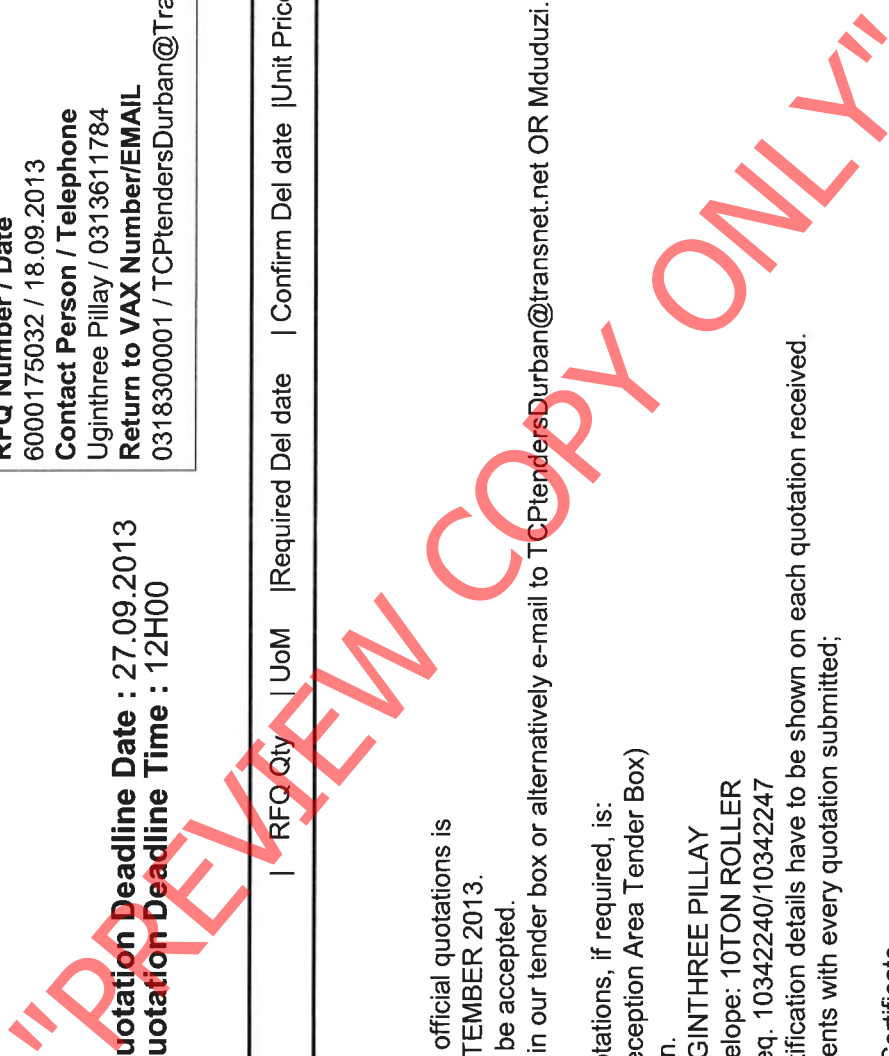 RFQ Number / Date
6000175032 / 18.09.2013
Contact Person / Telephone
Uginthree Pillay / 0313611784
Return to VAX Number/EMAIL
03183000001 / TCPtendersDurban@Tra
uotation Deadline Date : 27.09.2013
uotation Deadline Time : 12H00
| RFQ Qty | UoM |Required Del date | Confirm Del date |Unit Price
official quotations is
TEMBER 2013.
be accepted.
in our tender box or alternatively e-mail to TCPtendersDurban@transnet.net OR Mduduzi.
tations, if required, is:
eception Area Tender Box)
n.
GINTHREE PILLAY
elope: 10TON ROLLER
eq. 10342240/10342247
ification details have to be shown on each quotation received.
ents with every quotation submitted;
Certificate
"PREVIEW COPY ONLY"